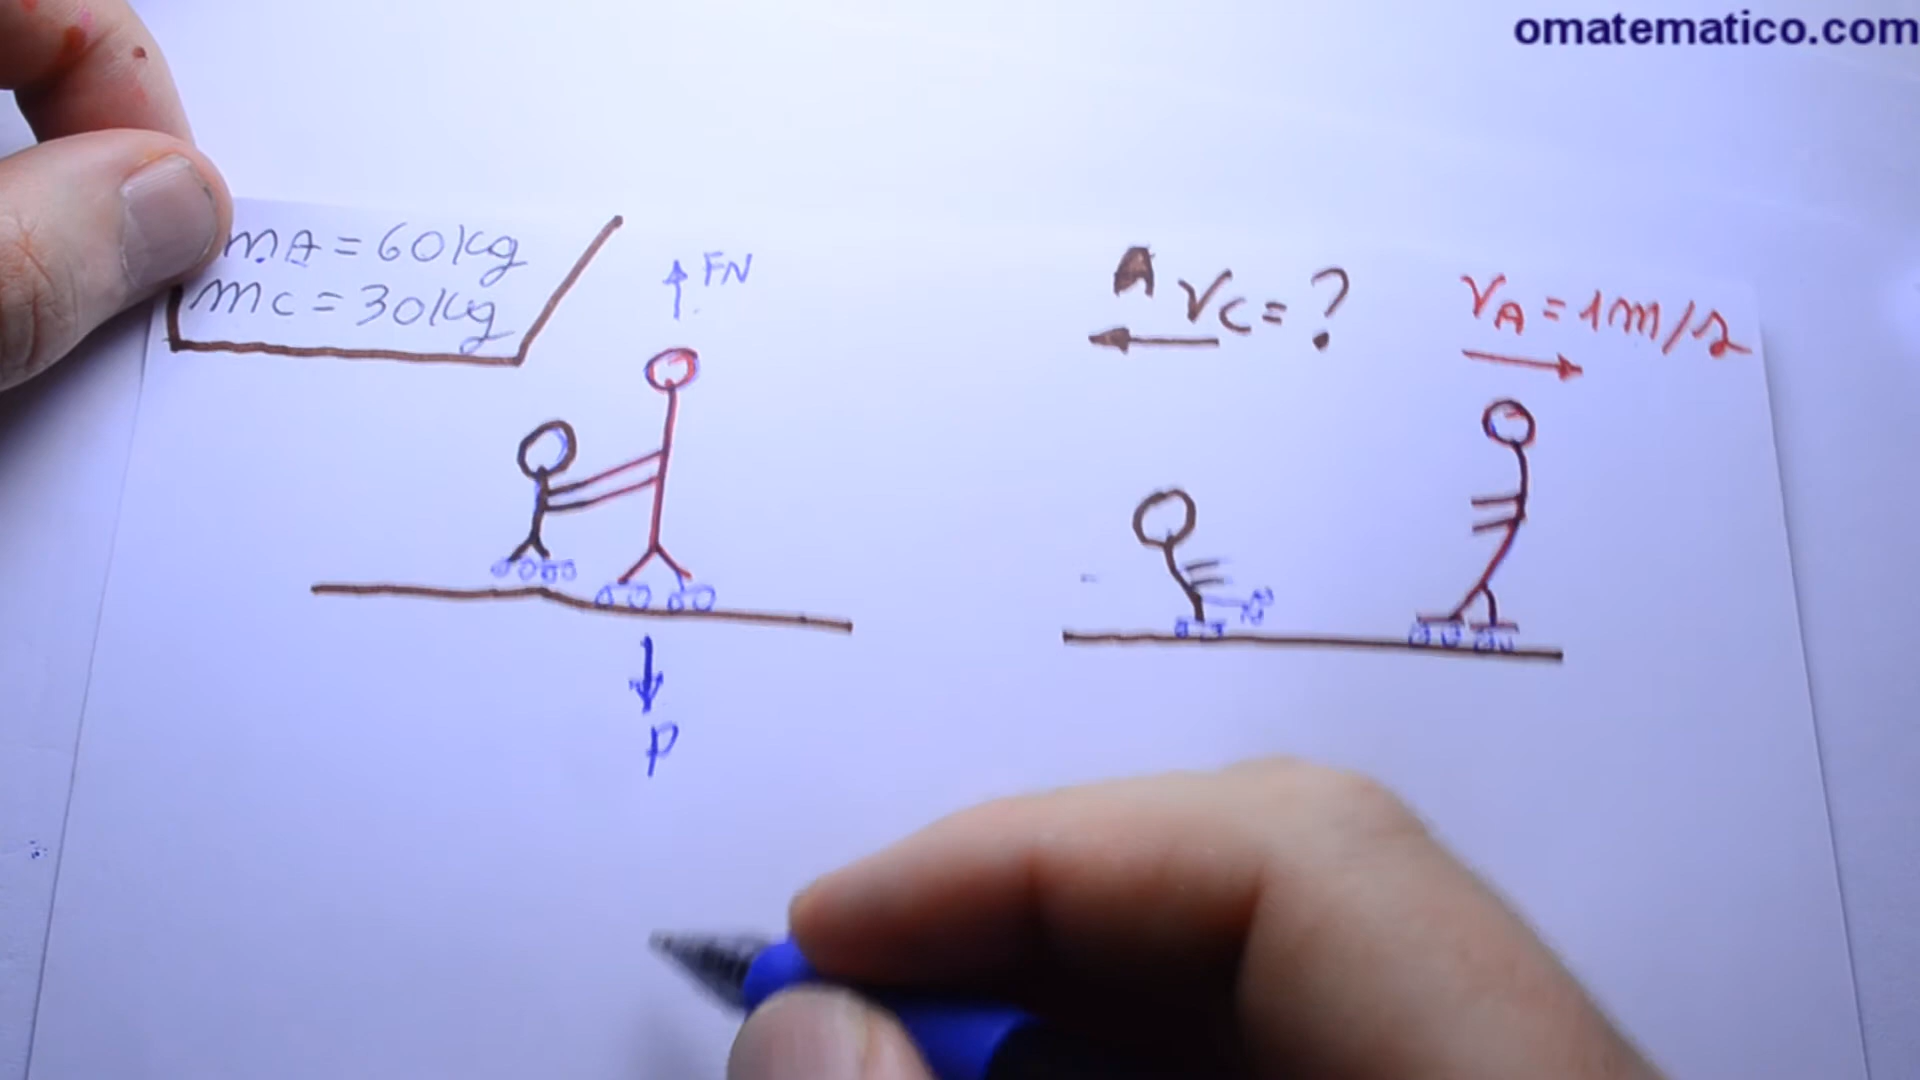 omatematico.com
mA = 60kg
mC = 30kg
FN
A vC = ?
vA = 1m/s
P